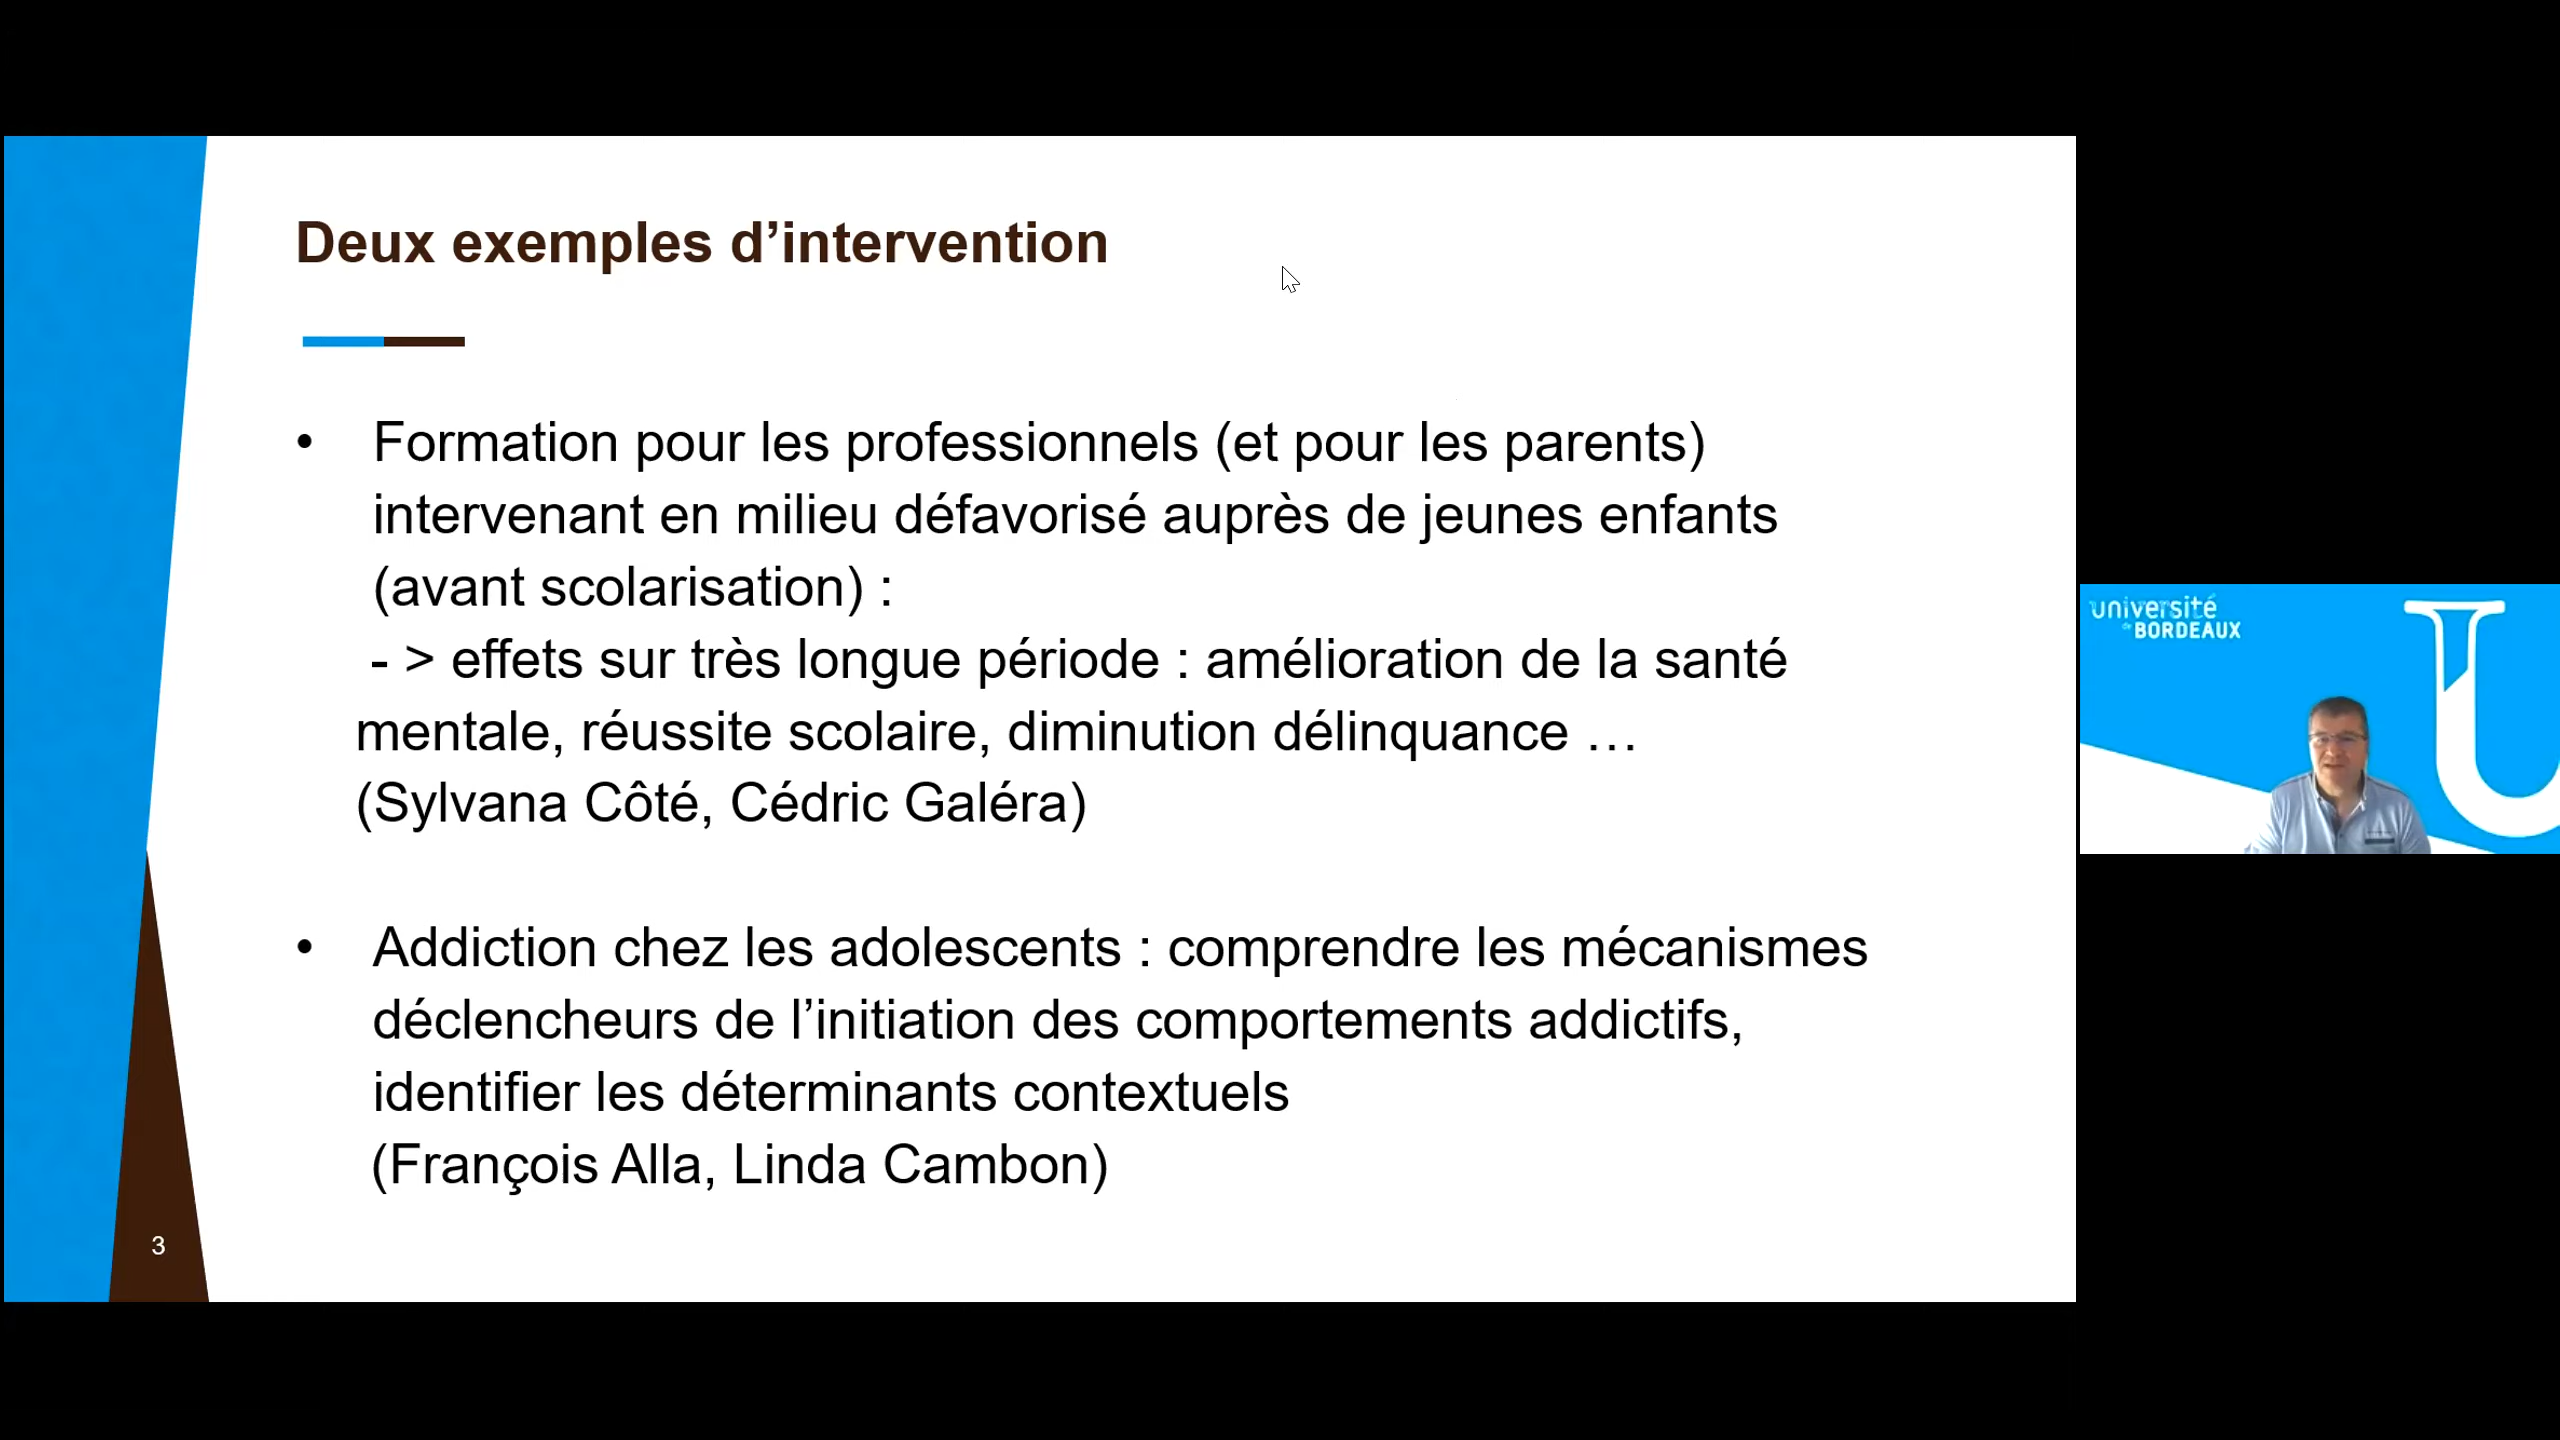 Deux exemples d’intervention
• Formation pour les professionnels (et pour les parents)
intervenant en milieu défavorisé auprès de jeunes enfants
(avant scolarisation) :
- > effets sur très longue période : amélioration de la santé
mentale, réussite scolaire, diminution délinquance …
(Sylvana Côté, Cédric Galéra)
• Addiction chez les adolescents : comprendre les mécanismes
déclencheurs de l’initiation des comportements addictifs,
identifier les déterminants contextuels
(François Alla, Linda Cambon)
3
université
de BORDEAUX